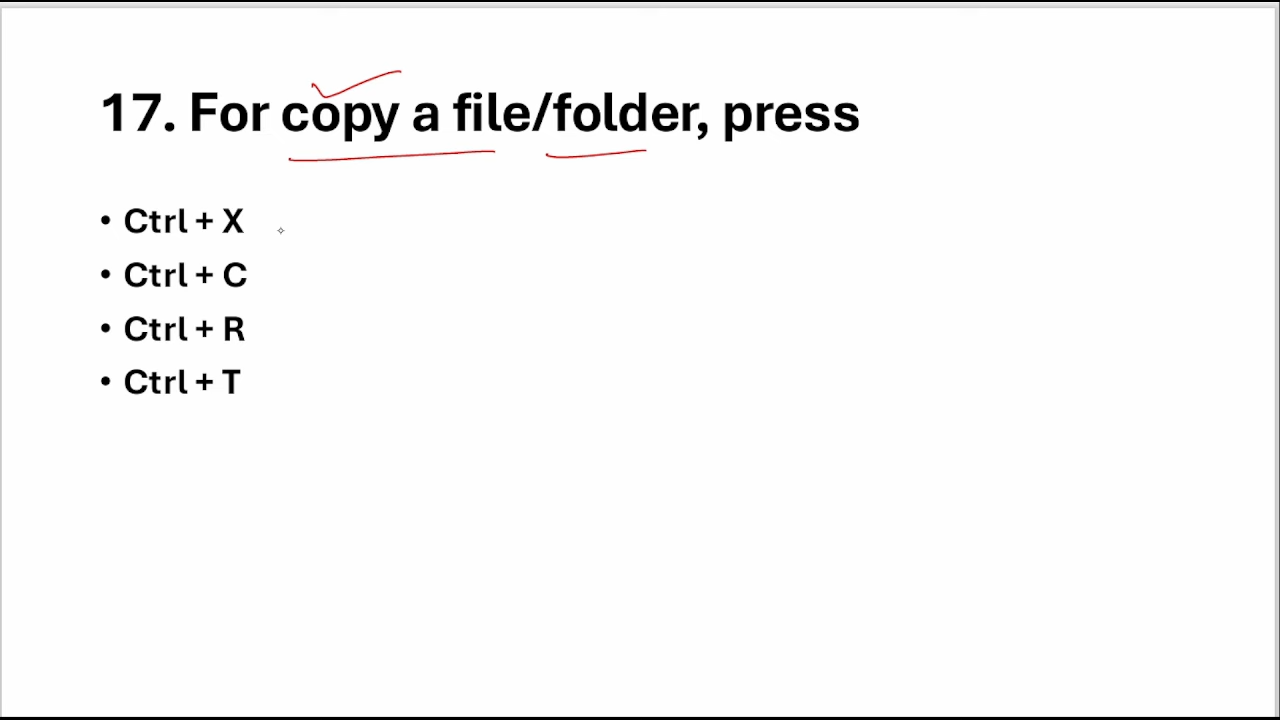 17. For copy a file/folder, press
• Ctrl + X
• Ctrl + C
• Ctrl + R
• Ctrl + T